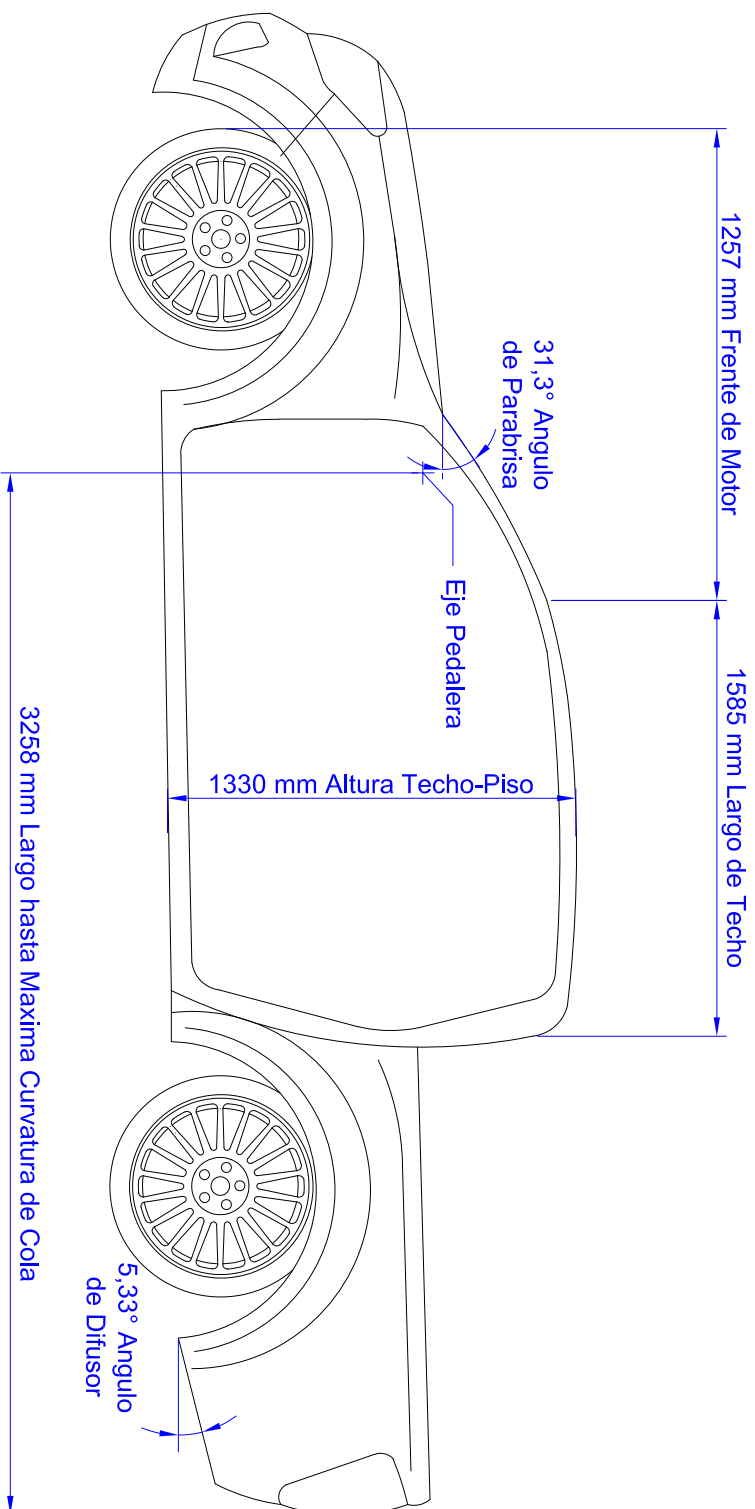 1257 mm Frente de Motor
1585 mm Largo de Techo
31,3° Angulo
de Parabrisa
Eje Pedalera
1330 mm Altura Techo-Piso
5,33° Angulo
de Difusor
3258 mm Largo hasta Maxima Curvatura de Cola